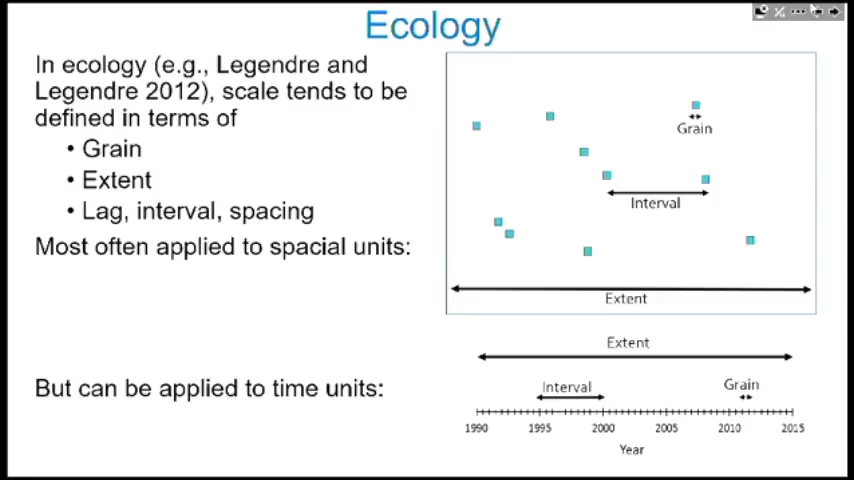 Ecology
In ecology (e.g., Legendre and
Legendre 2012), scale tends to be
defined in terms of
• Grain
• Extent
• Lag, interval, spacing
Most often applied to spacial units:
But can be applied to time units:
Grain
Interval
Extent
Extent
Interval
Grain
1990 1995 2000 2005 2010 2015
Year